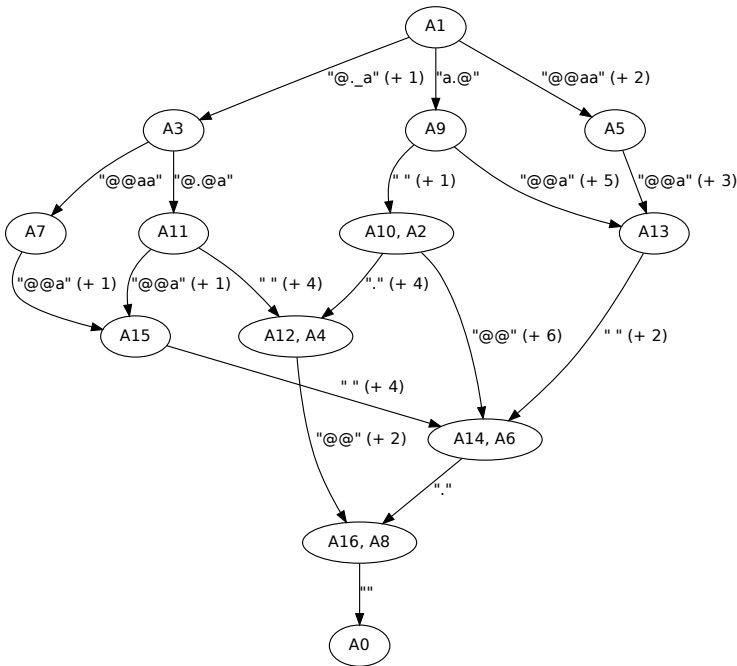 A1
"@._a" (+ 1)
"a.@"
"@@aa" (+ 2)
A3
A9
A5
"@@aa"
"@.@a"
" " (+ 1)
"@@a" (+ 5)
"@@a" (+ 3)
A7
A11
A10, A2
A13
"@@a" (+ 1)
"@@a" (+ 1)
" " (+ 4)
"." (+ 4)
A15
A12, A4
"@@" (+ 6)
" " (+ 2)
" " (+ 4)
"@@" (+ 2)
A14, A6
"."
A16, A8
""
A0